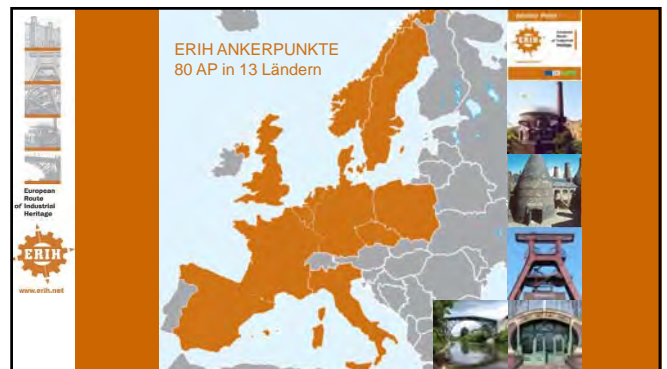 ERIH ANKERPUNKTE
80 AP in 13 Ländern
European
Route
of Industrial
Heritage
ERIH
www.erih.net